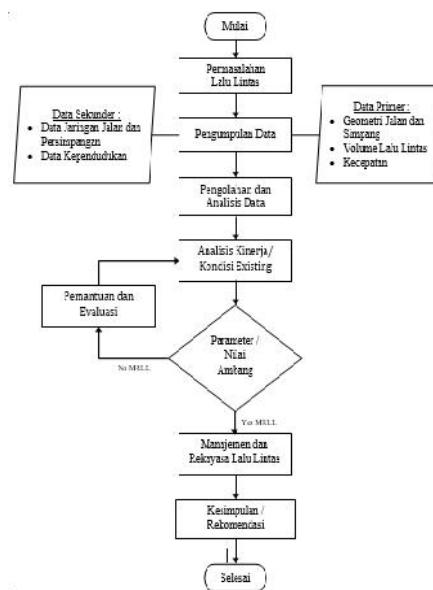 Mulai
Permasalahan
Lalu Lintas
Data Sekunder :
• Data Jaringan Jalan dan
Persimpangan
• Data Kependudukan
Pengumpulan Data
Data Primer :
• Geometri Jalan dan
Simpang
• Volume Lalu Lintas
• Kecepatan
Pengolahan dan
Analisis Data
Analisis Kinerja/
Kondisi Existing
Pemantuan dan
Evaluasi
Parameter /
Nilai
Ambang
No MRLL
Yes MRLL
Manajemen dan
Rekayasa Lalu Lintas
Kesimpulan /
Rekomendasi
Selesai